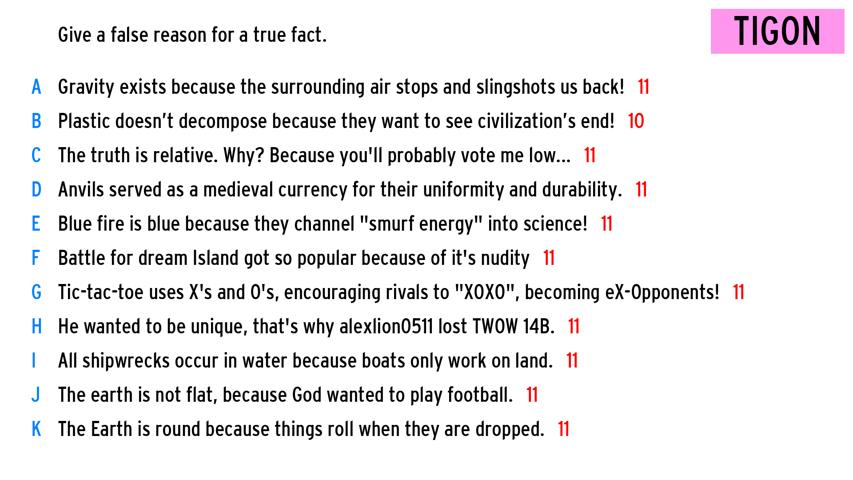 Give a false reason for a true fact.
TIGON
A Gravity exists because the surrounding air stops and slingshots us back! 11
B Plastic doesn’t decompose because they want to see civilization’s end! 10
C The truth is relative. Why? Because you'll probably vote me low... 11
D Anvils served as a medieval currency for their uniformity and durability. 11
E Blue fire is blue because they channel "smurf energy" into science! 11
F Battle for dream Island got so popular because of it's nudity 11
G Tic-tac-toe uses X's and O's, encouraging rivals to "XOXO", becoming eX-Opponents! 11
H He wanted to be unique, that's why alexlion0511 lost TWOW 14B. 11
I All shipwrecks occur in water because boats only work on land. 11
J The earth is not flat, because God wanted to play football. 11
K The Earth is round because things roll when they are dropped. 11